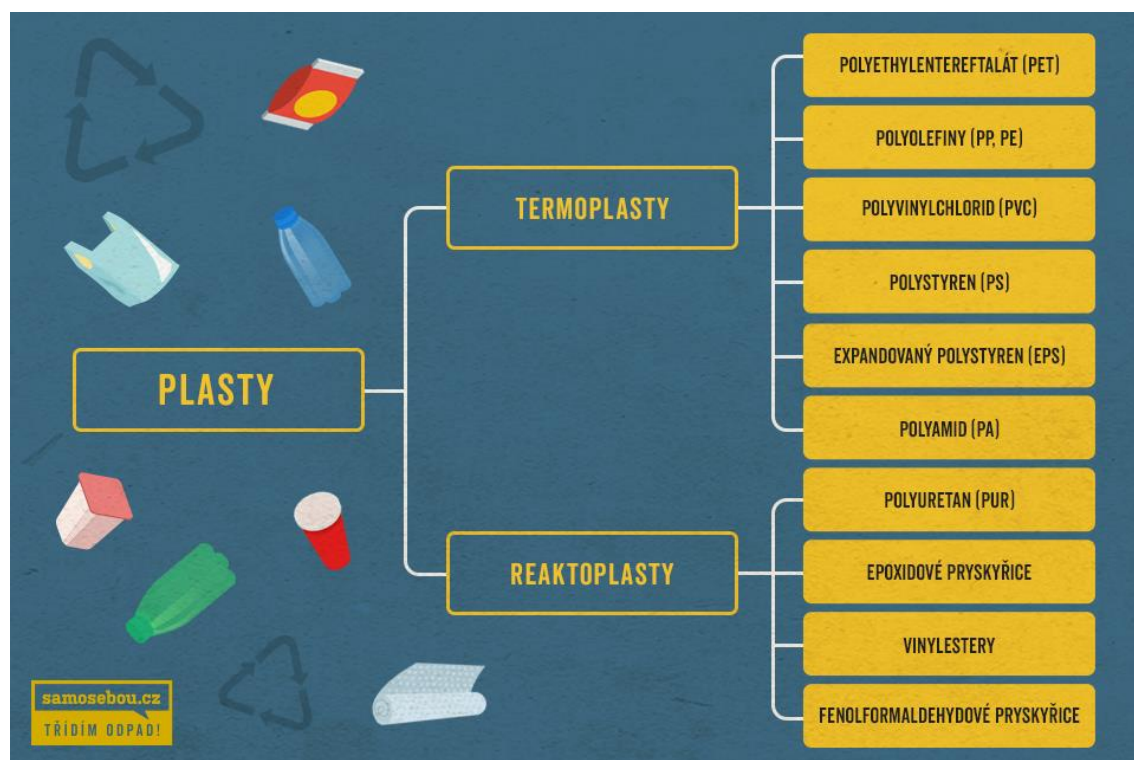 PLASTY
TERMOPLASTY
POLYETHYLENTEREFTALÁT (PET)
POLYOLEFINY (PP, PE)
POLYVINYLCHLORID (PVC)
POLYSTYREN (PS)
EXPANDOVANÝ POLYSTYREN (EPS)
POLYAMID (PA)
REAKTOPLASTY
POLYURETAN (PUR)
EPOXIDOVÉ PRYSKYŘICE
VINYLESTERY
FENOLFORMALDEHYDOVÉ PRYSKYŘICE
samosebou.cz
TŘÍDÍM ODPAD!